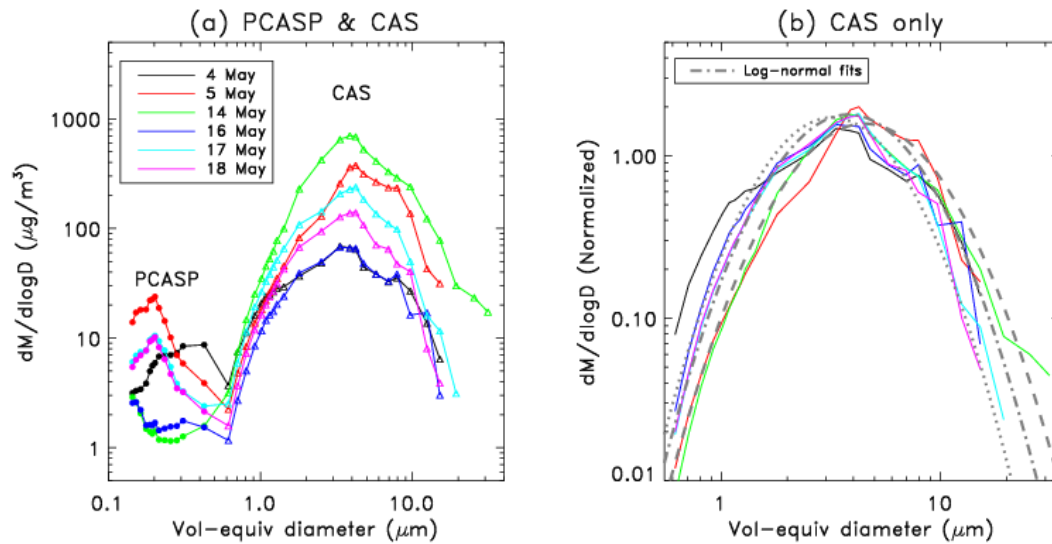 (a) PCASP & CAS
dM/dlogD (μg/m³)
1000
100
10
1
4 May
5 May
14 May
16 May
17 May
18 May
CAS
PCASP
0.1
1.0
10.0
Vol-equiv diameter (μm)
(b) CAS only
dM/dlogD (Normalized)
1.00
0.10
0.01
Log-normal fits
1
10
Vol-equiv diameter (μm)